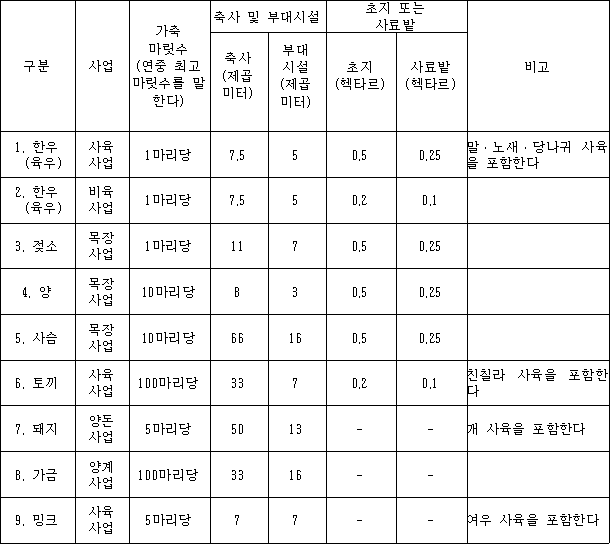 구분 사업 가축 마릿수 (연중 최고 마릿수를 말한다) 축사 및 부대시설 초지 또는 사료밭 비고
축사 (제곱미터) 부대시설 (제곱미터) 초지 (헥타르) 사료밭 (헥타르)
1. 한우 (육우) 사육 사업 1마리당 7.5 5 0.5 0.25 말·노새·당나귀 사육을 포함한다
2. 한우 (육우) 비육 사업 1마리당 7.5 5 0.2 0.1
3. 젖소 목장 사업 1마리당 11 7 0.5 0.25
4. 양 목장 사업 10마리당 8 3 0.5 0.25
5. 사슴 목장 사업 10마리당 66 16 0.5 0.25
6. 토끼 사육 사업 100마리당 33 7 0.2 0.1 친칠라 사육을 포함한다
7. 돼지 양돈 사업 5마리당 50 13 - - 개 사육을 포함한다
8. 가금 양계 사업 100마리당 33 16 - -
9. 밍크 사육 사업 5마리당 7 7 - - 여우 사육을 포함한다